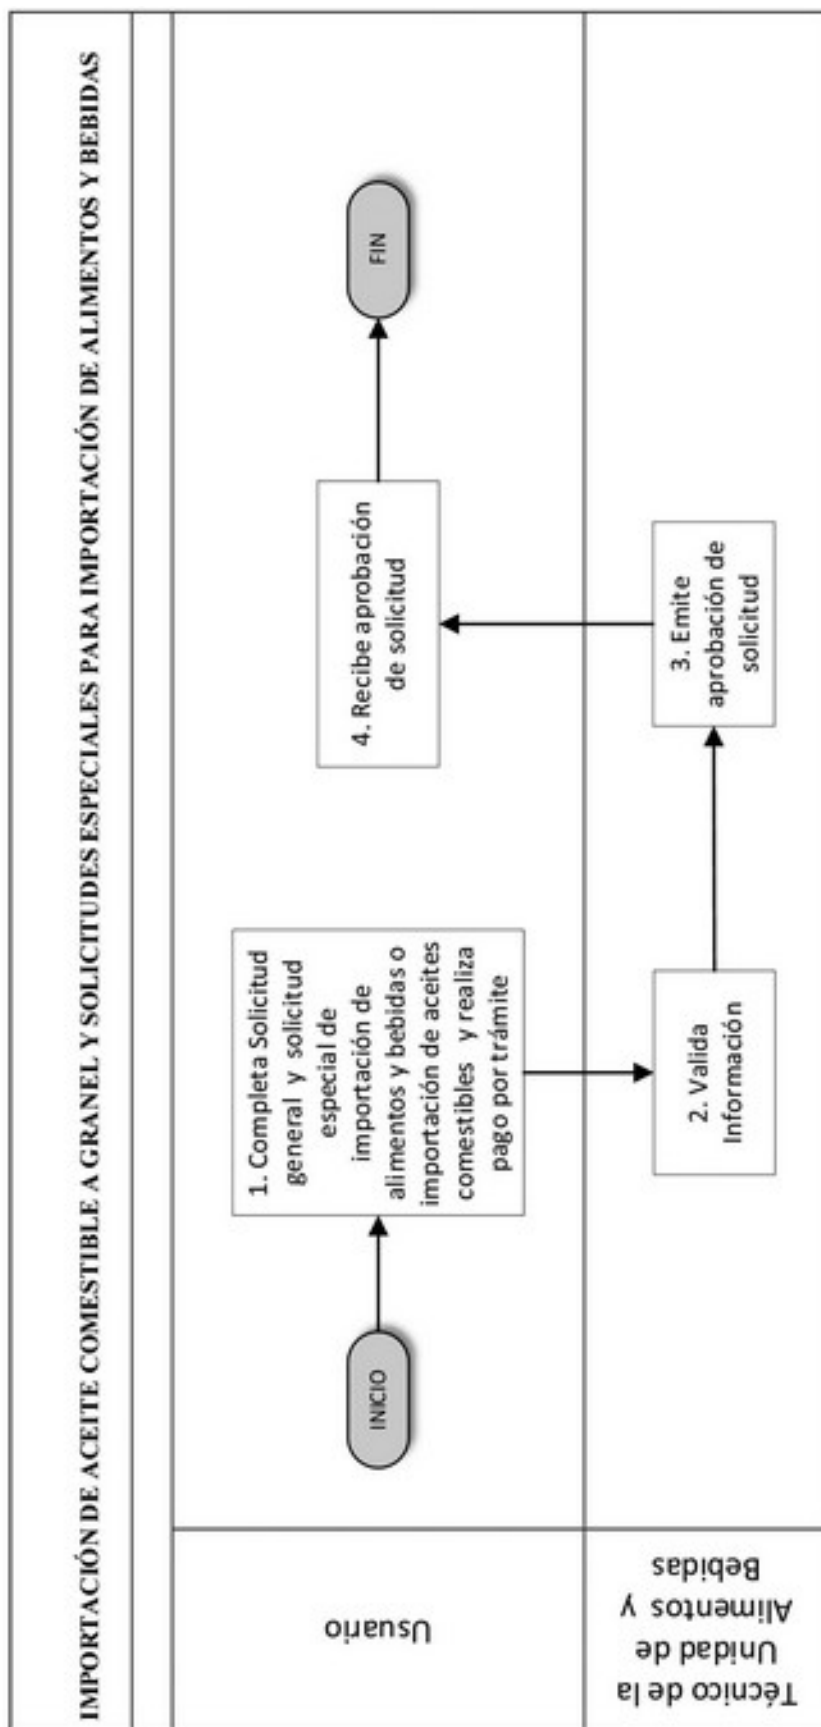 IMPORTACIÓN DE ACEITE COMESTIBLE A GRANEL Y SOLICITUDES ESPECIALES PARA IMPORTACIÓN DE ALIMENTOS Y BEBIDAS
Usuario
INICIO
1. Completa Solicitud
general y solicitud
especial de
importación de
alimentos y bebidas o
importación de aceites
comestibles y realiza
pago por trámite
4. Recibe aprobación
de solicitud
FIN
Técnico de la
Unidad de
Alimentos y
Bebidas
2. Valida
Información
3. Emite
aprobación de
solicitud